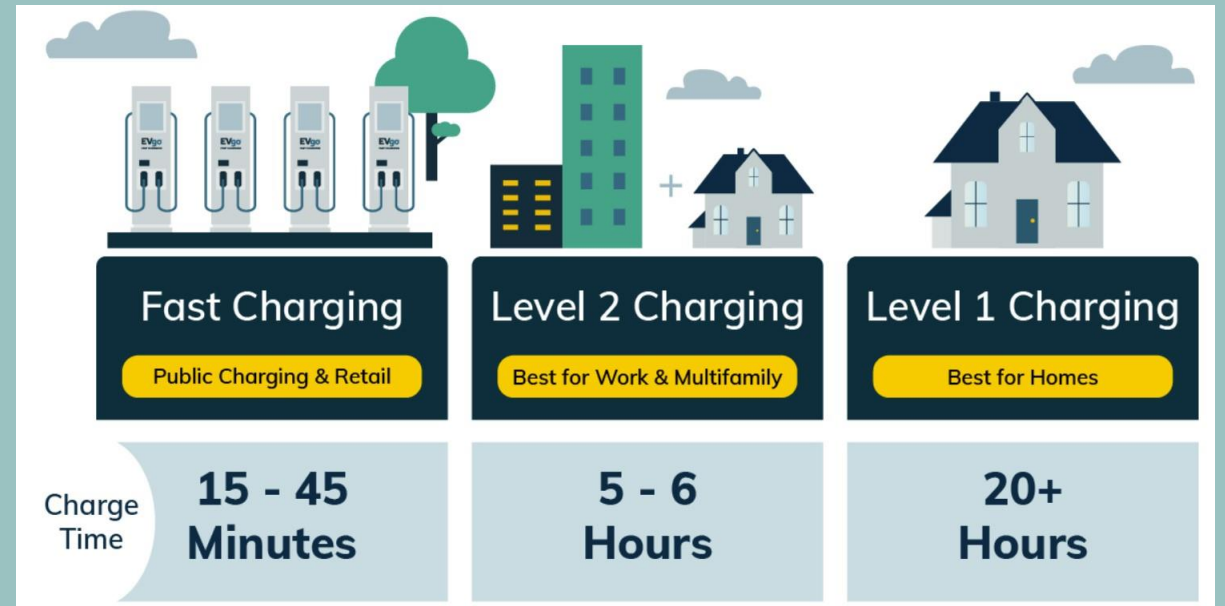 EVgo
EVgo
EVgo
EVgo
Fast Charging
Public Charging & Retail
Level 2 Charging
Best for Work & Multifamily
Level 1 Charging
Best for Homes
Charge
Time
15 - 45
Minutes
5 - 6
Hours
20+
Hours